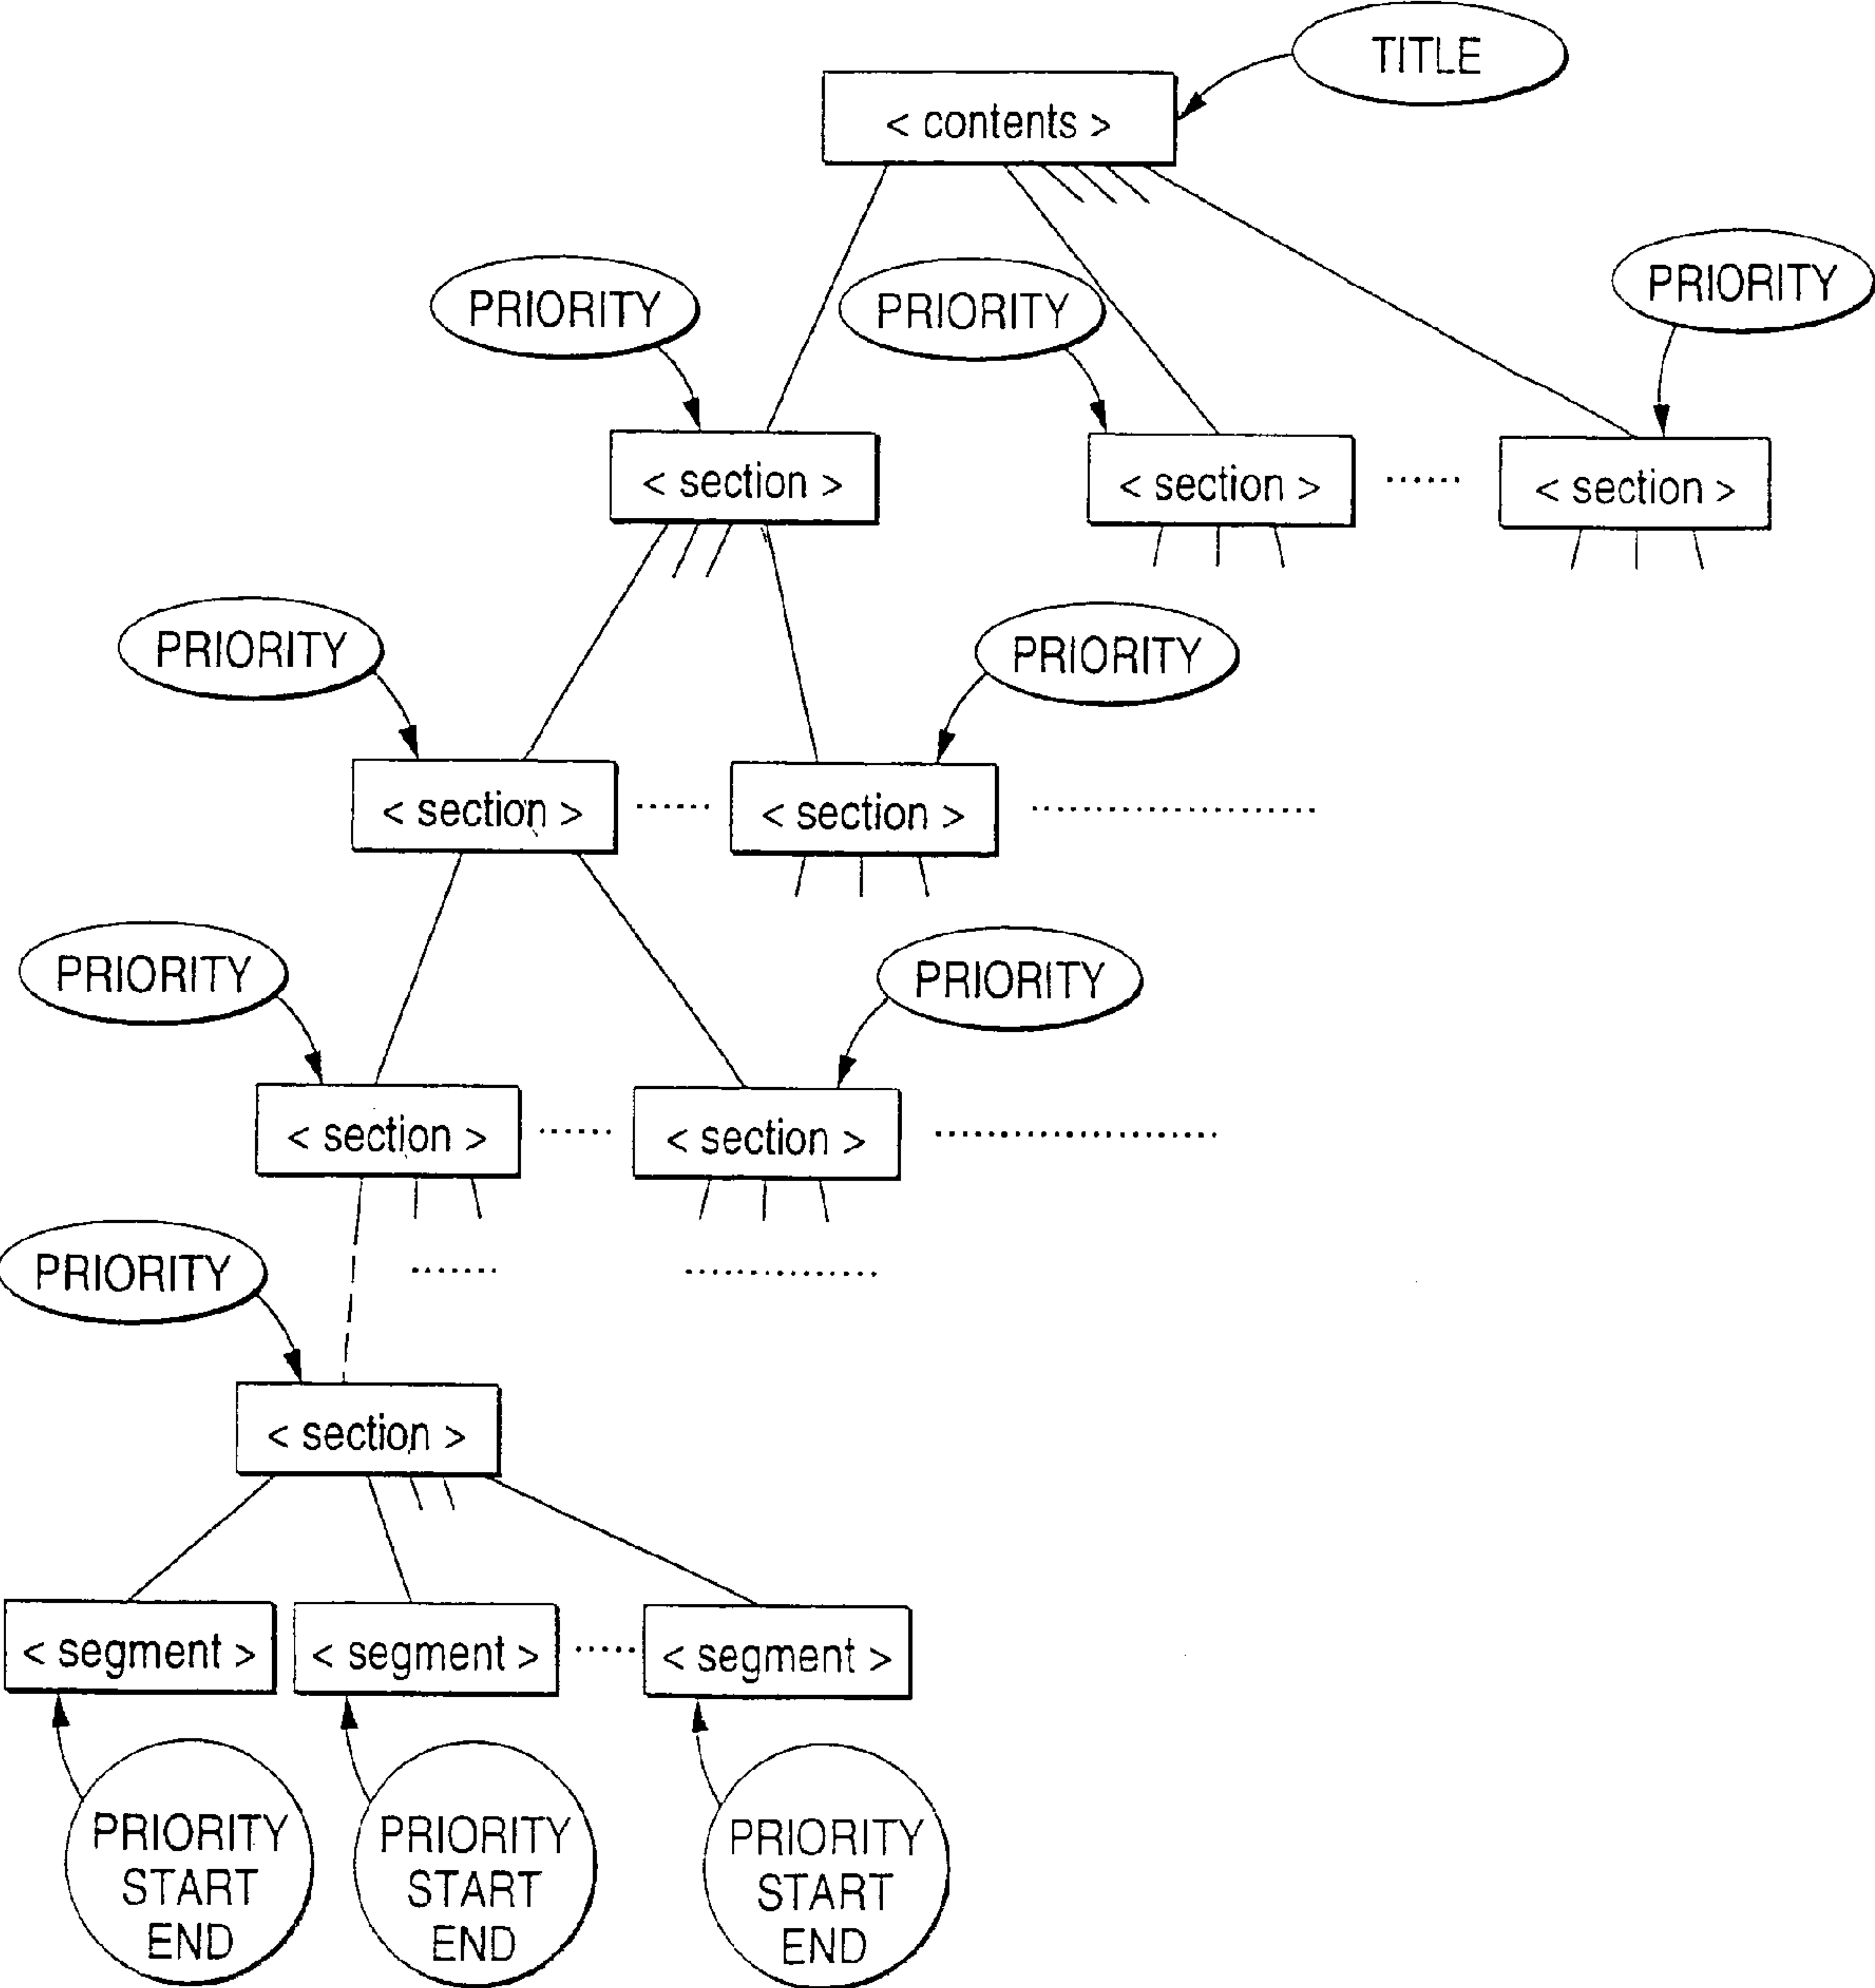 TITLE
< contents >
PRIORITY
PRIORITY
PRIORITY
< section >
< section >
......
< section >
PRIORITY
PRIORITY
< section >
......
< section >
......................
PRIORITY
PRIORITY
< section >
......
< section >
......................
PRIORITY
.......
...............
< section >
< segment >
< segment >
.....
< segment >
PRIORITY
START
END
PRIORITY
START
END
PRIORITY
START
END